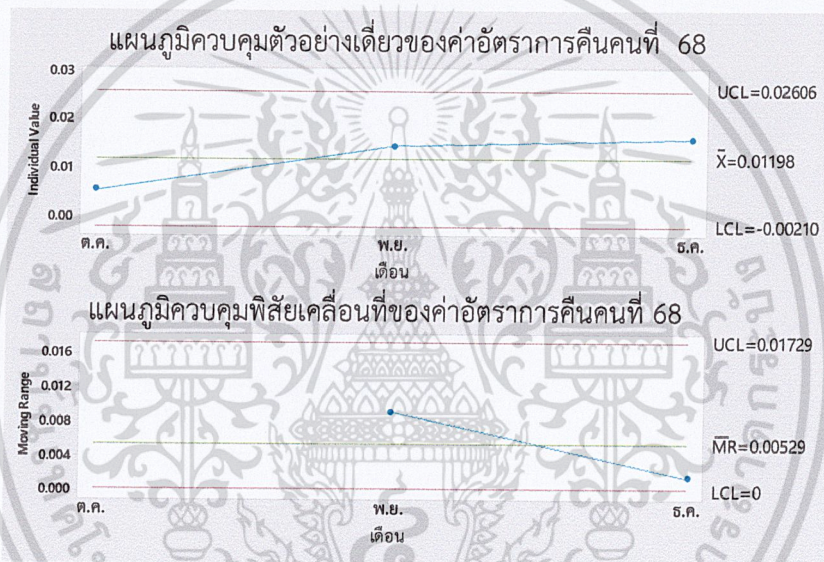 แผนภูมิควบคุมตัวอย่างเดี่ยวของค่าอัตราการคืนคนที่ 68
0.03
0.02
0.01
0.00
Individual Value
UCL=0.02606
X̄=0.01198
LCL=-0.00210
ต.ค.
พ.ย.
ธ.ค.
เดือน
แผนภูมิควบคุมพิสัยเคลื่อนที่ของค่าอัตราการคืนคนที่ 68
0.016
0.012
0.008
0.004
0.000
Moving Range
UCL=0.01729
M̅R̅=0.00529
LCL=0
ต.ค.
พ.ย.
ธ.ค.
เดือน